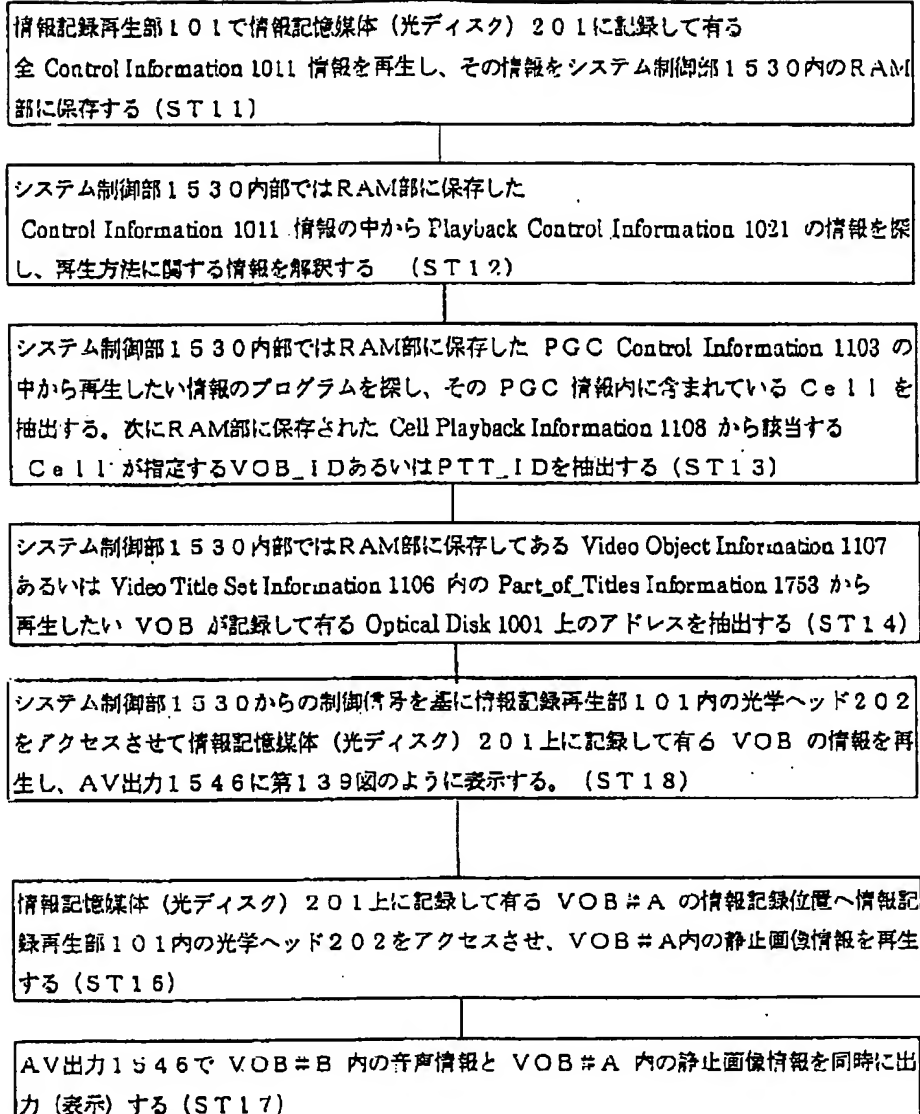 情報記録再生部101で情報記憶媒体（光ディスク）201に記録して有る
全 Control Information 1011 情報を再生し、その情報をシステム制御部1530内のRAM
部に保存する（ST11）
システム制御部1530内部ではRAM部に保存した
Control Information 1011 情報の中から Playback Control Information 1021 の情報を探
し、再生方法に関する情報を解釈する （ST12）
システム制御部1530内部ではRAM部に保存した PGC Control Information 1103 の
中から再生したい情報のプログラムを探し、その PGC 情報内に含まれている Cell を
抽出する。次にRAM部に保存された Cell Playback Information 1108 から該当する
Cell が指定するVOB_IDあるいはPTT_IDを抽出する（ST13）
システム制御部1530内部ではRAM部に保存してある Video Object Information 1107
あるいは Video Title Set Information 1106 内の Part_of_Titles Information 1753 から
再生したい VOB が記録して有る Optical Disk 1001 上のアドレスを抽出する（ST14）
システム制御部1530からの制御信号を基に情報記録再生部101内の光学ヘッド202
をアクセスさせて情報記憶媒体（光ディスク）201上に記録して有る VOB の情報を再
生し、AV出力1546に第139図のように表示する。（ST18）
情報記憶媒体（光ディスク）201上に記録して有る VOB#A の情報記録位置へ情報記
録再生部101内の光学ヘッド202をアクセスさせ、VOB#A内の静止画像情報を再生
する（ST16）
AV出力1546で VOB#B 内の音声情報と VOB#A 内の静止画像情報を同時に出
力（表示）する（ST17）